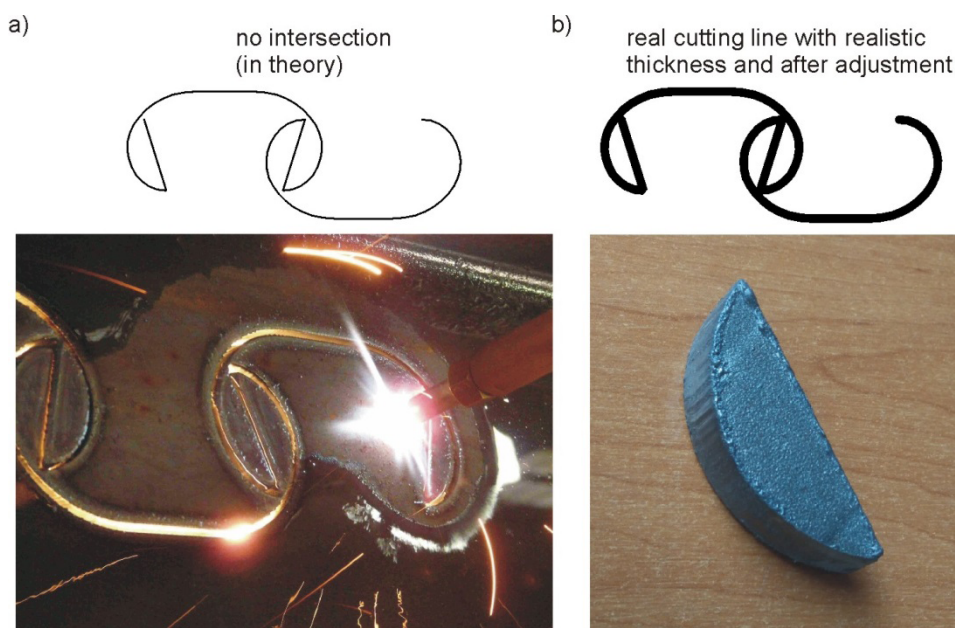 a)
no intersection
(in theory)
b)
real cutting line with realistic
thickness and after adjustment